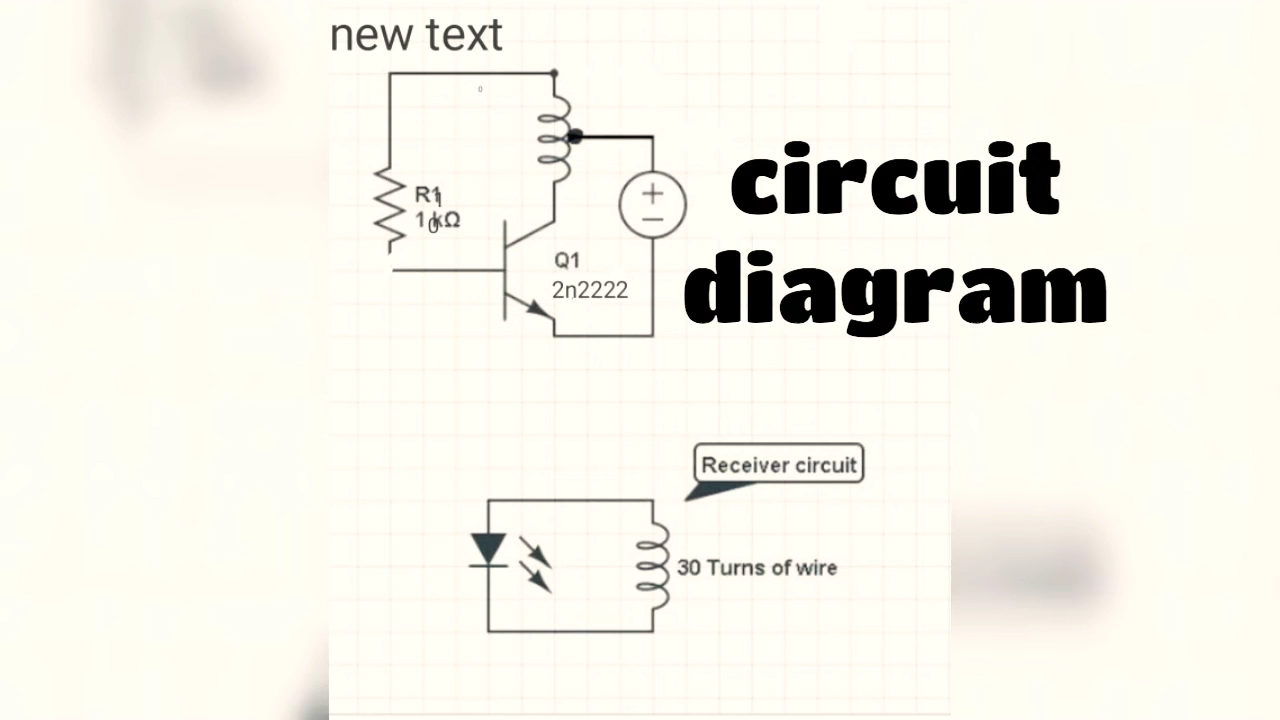 new text
circuit
diagram
R1
Q1
2n2222
Receiver circuit
30 Turns of wire